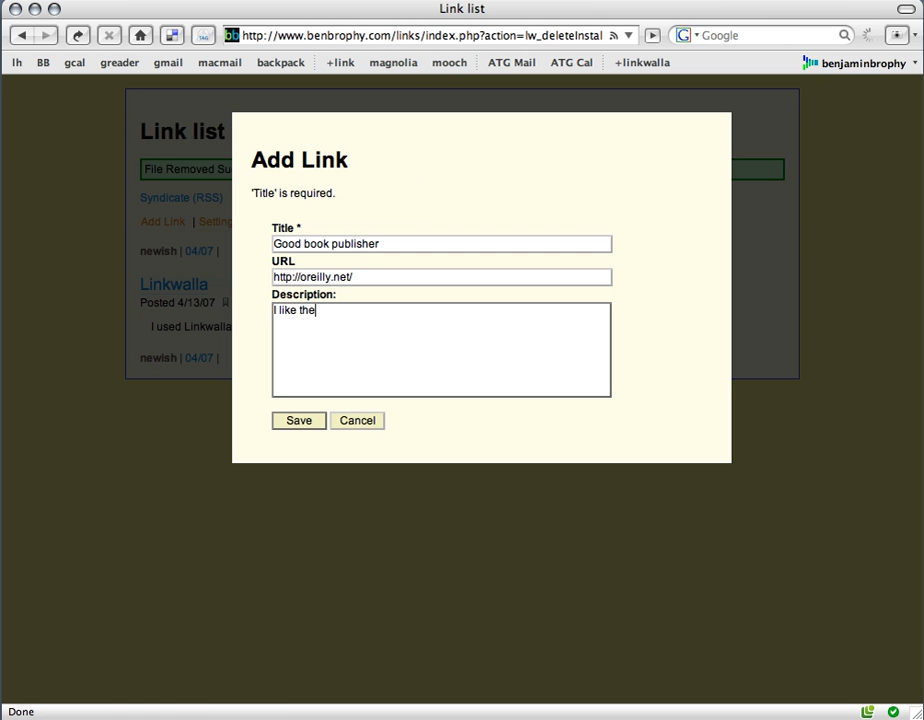 Link list
http://www.benbrophy.com/links/index.php?action=lw_deleteInstal
Google
lh BB gcal greader gmail macmail backpack +link magnolia mooch ATG Mail ATG Cal +linkwalla benjaminbrophy
Link list
File Removed Su
Syndicate (RSS)
Add Link | Setting
newish | 04/07 |
Linkwalla
Posted 4/13/07
I used Linkwalla
newish | 04/07 |
Add Link
'Title' is required.
Title *
Good book publisher
URL
http://oreilly.net/
Description:
I like the
Save Cancel
Done